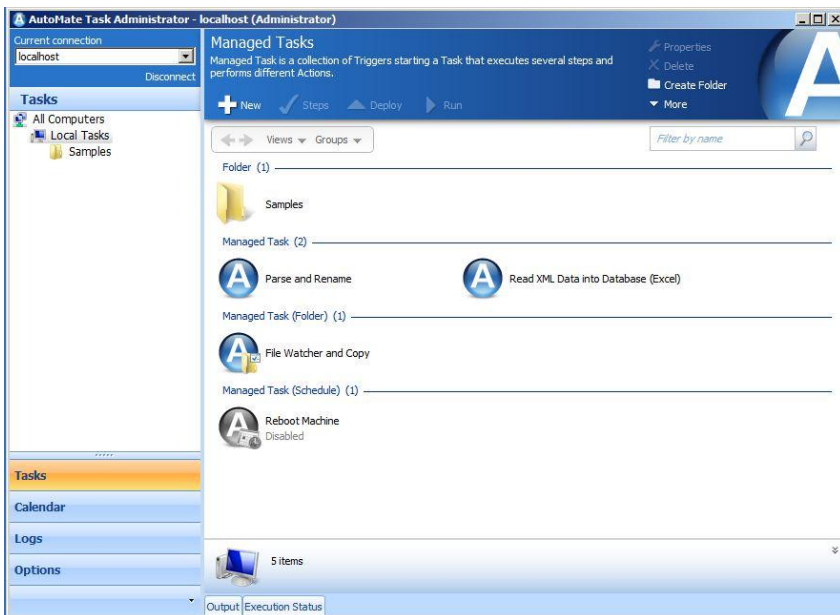 AutoMate Task Administrator - localhost (Administrator)
Current connection
localhost
Disconnect
Tasks
All Computers
Local Tasks
Samples
Managed Tasks
Managed Task is a collection of Triggers starting a Task that executes several steps and
performs different Actions.
New Steps Deploy Run
Properties
Delete
Create Folder
More
Views Groups
Filter by name
Folder (1)
Samples
Managed Task (2)
Parse and Rename
Read XML Data into Database (Excel)
Managed Task (Folder) (1)
File Watcher and Copy
Managed Task (Schedule) (1)
Reboot Machine
Disabled
Tasks
Calendar
Logs
Options
5 items
Output Execution Status